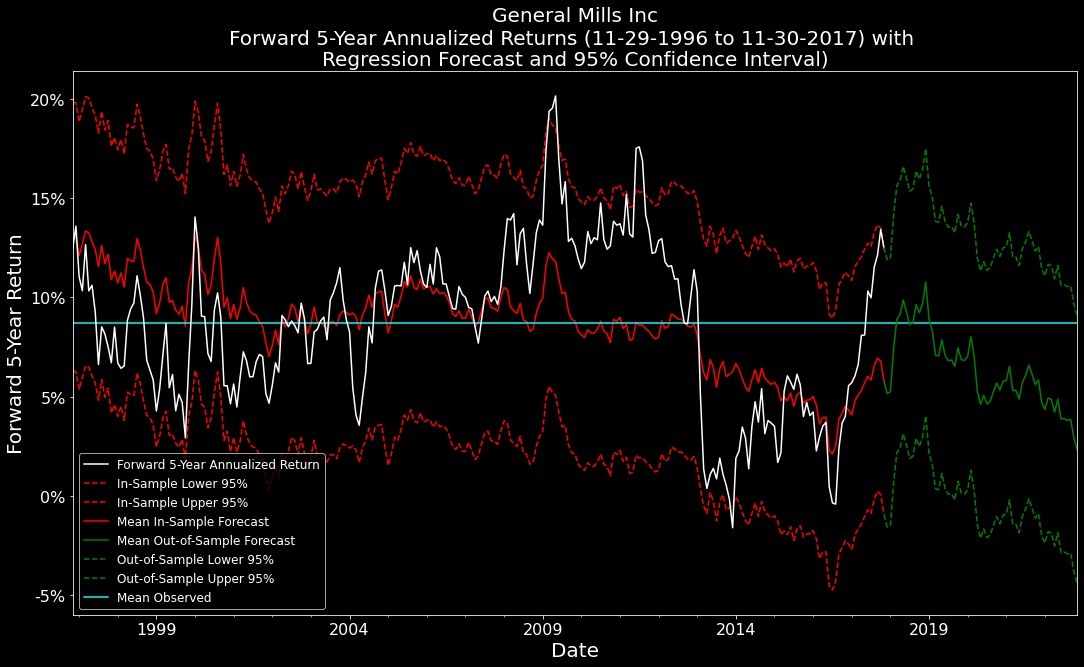 General Mills Inc
Forward 5-Year Annualized Returns (11-29-1996 to 11-30-2017) with
Regression Forecast and 95% Confidence Interval)
Forward 5-Year Return
20%
15%
10%
5%
0%
-5%
Forward 5-Year Annualized Return
In-Sample Lower 95%
In-Sample Upper 95%
Mean In-Sample Forecast
Mean Out-of-Sample Forecast
Out-of-Sample Lower 95%
Out-of-Sample Upper 95%
Mean Observed
1999 2004 2009 2014 2019
Date